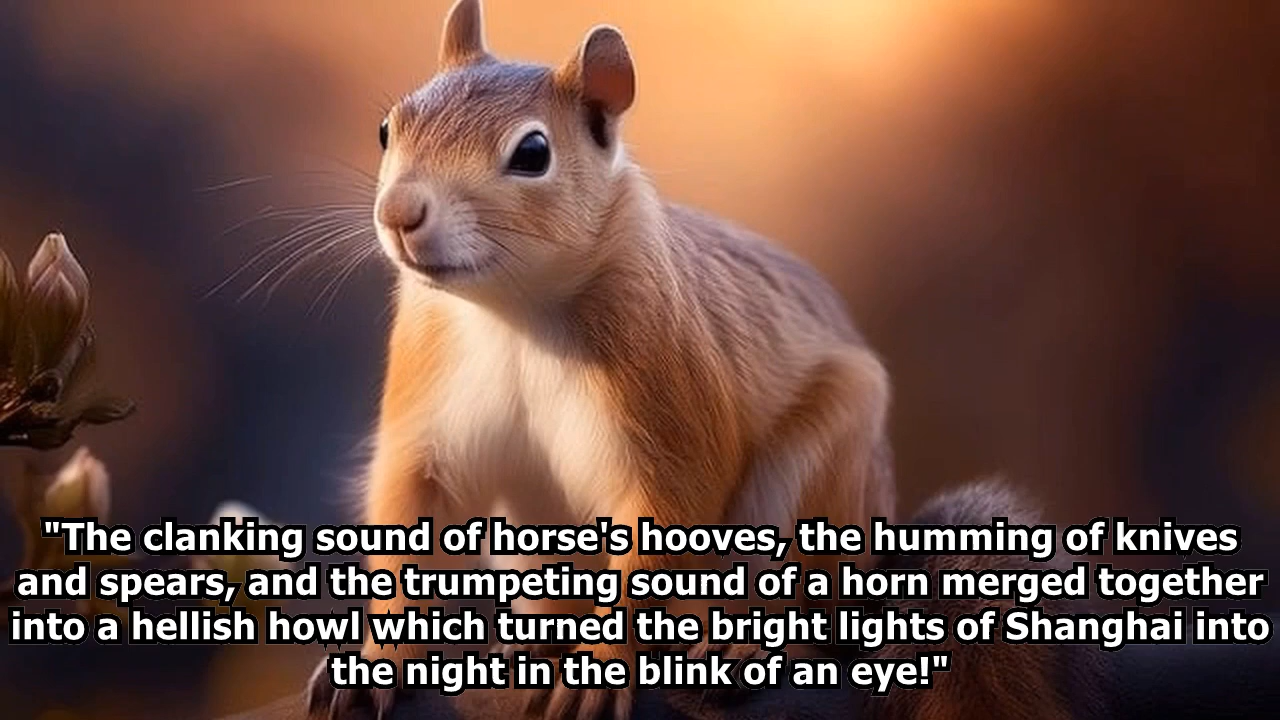 "The clanking sound of horse's hooves, the humming of knives
and spears, and the trumpeting sound of a horn merged together
into a hellish howl which turned the bright lights of Shanghai into
the night in the blink of an eye!"